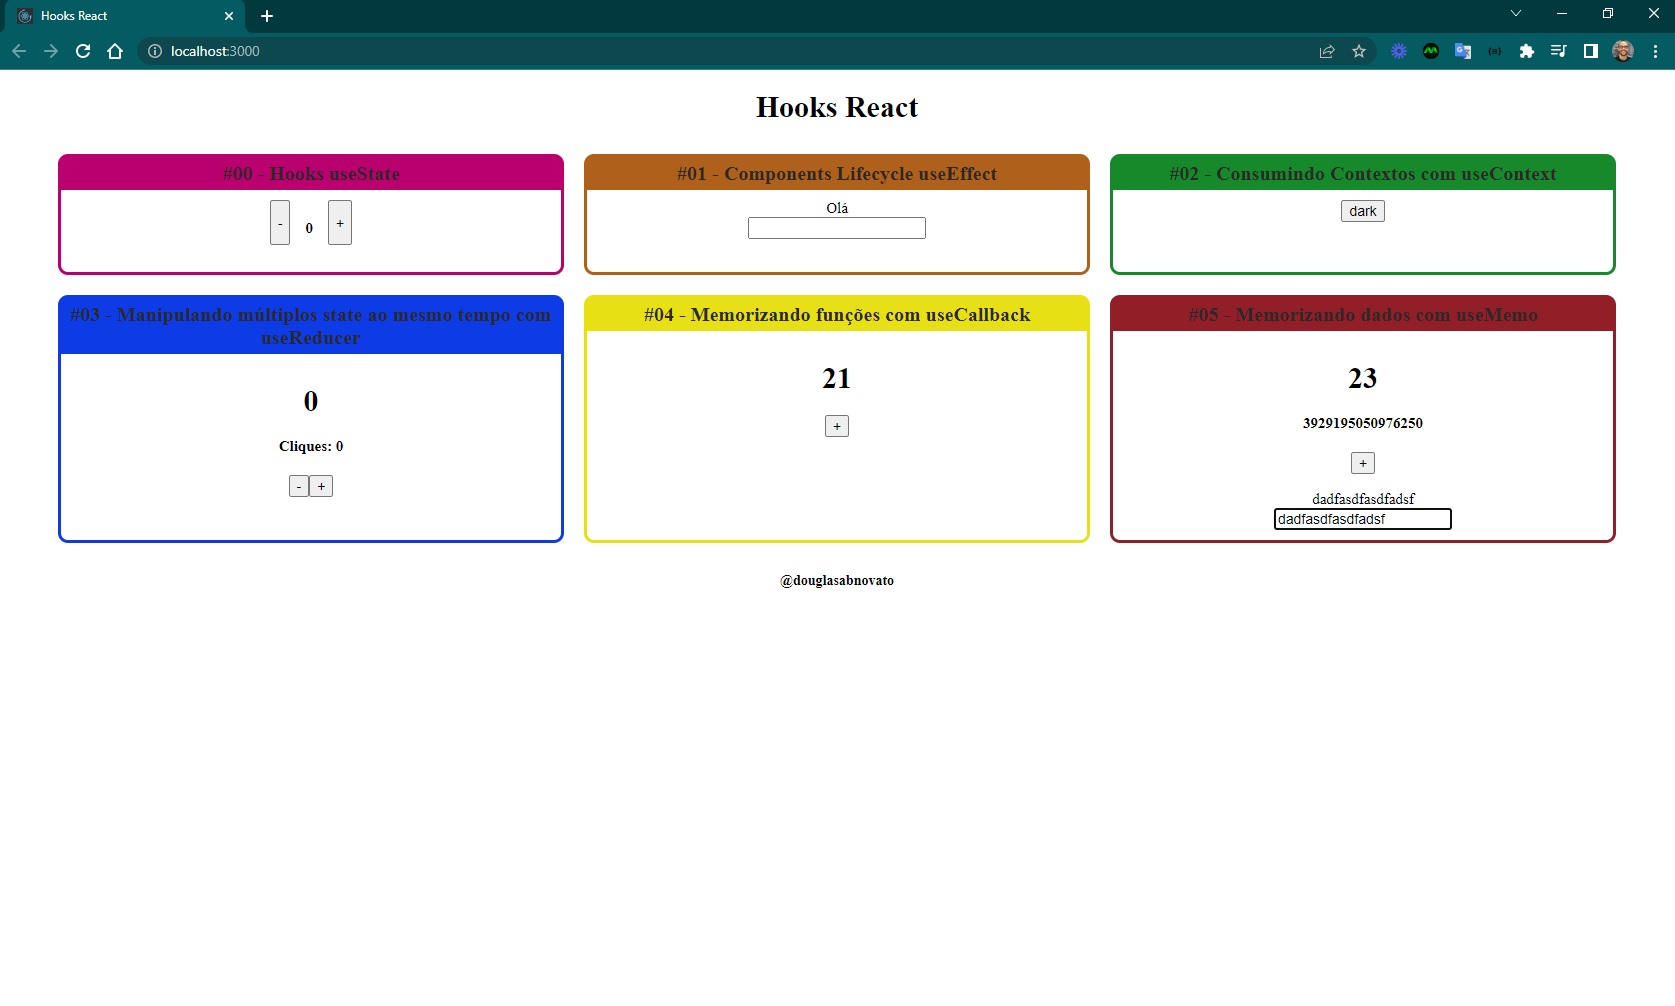 Hooks React
localhost:3000
Hooks React
#00 - Hooks useState
- 0 +
#01 - Components Lifecycle useEffect
Olá
#02 - Consumindo Contextos com useContext
dark
#03 - Manipulando múltiplos state ao mesmo tempo com
useReducer
0
Cliques: 0
- +
#04 - Memorizando funções com useCallback
21
+
#05 - Memorizando dados com useMemo
23
3929195050976250
+
dadfasdfasdfadsf
dadfasdfasdfadsf
@douglasabnovato